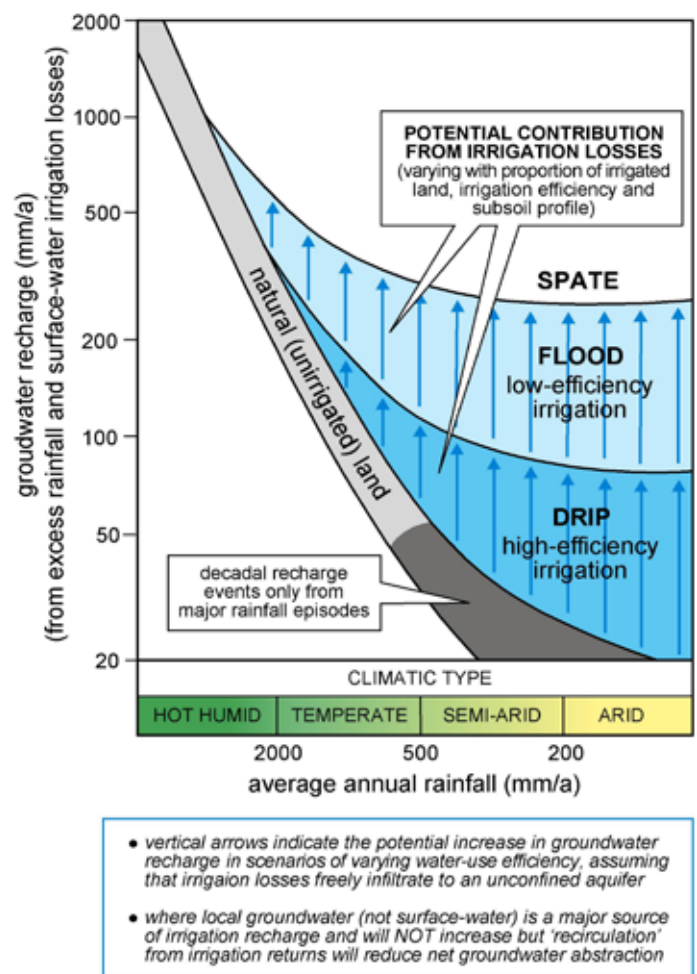 2000
1000
500
200
100
50
20
groudwater recharge (mm/a)
(from excess rainfall and surface-water irrigation losses)
POTENTIAL CONTRIBUTION
FROM IRRIGATION LOSSES
(varying with proportion of irrigated
land, irrigation efficiency and
subsoil profile)
SPATE
FLOOD
low-efficiency
irrigation
natural (unirrigated) land
DRIP
high-efficiency
irrigation
decadal recharge
events only from
major rainfall episodes
CLIMATIC TYPE
HOT HUMID
TEMPERATE
SEMI-ARID
ARID
2000
500
200
average annual rainfall (mm/a)
• vertical arrows indicate the potential increase in groundwater
recharge in scenarios of varying water-use efficiency, assuming
that irrigaion losses freely infiltrate to an unconfined aquifer
• where local groundwater (not surface-water) is a major source
of irrigation recharge and will NOT increase but 'recirculation'
from irrigation returns will reduce net groundwater abstraction